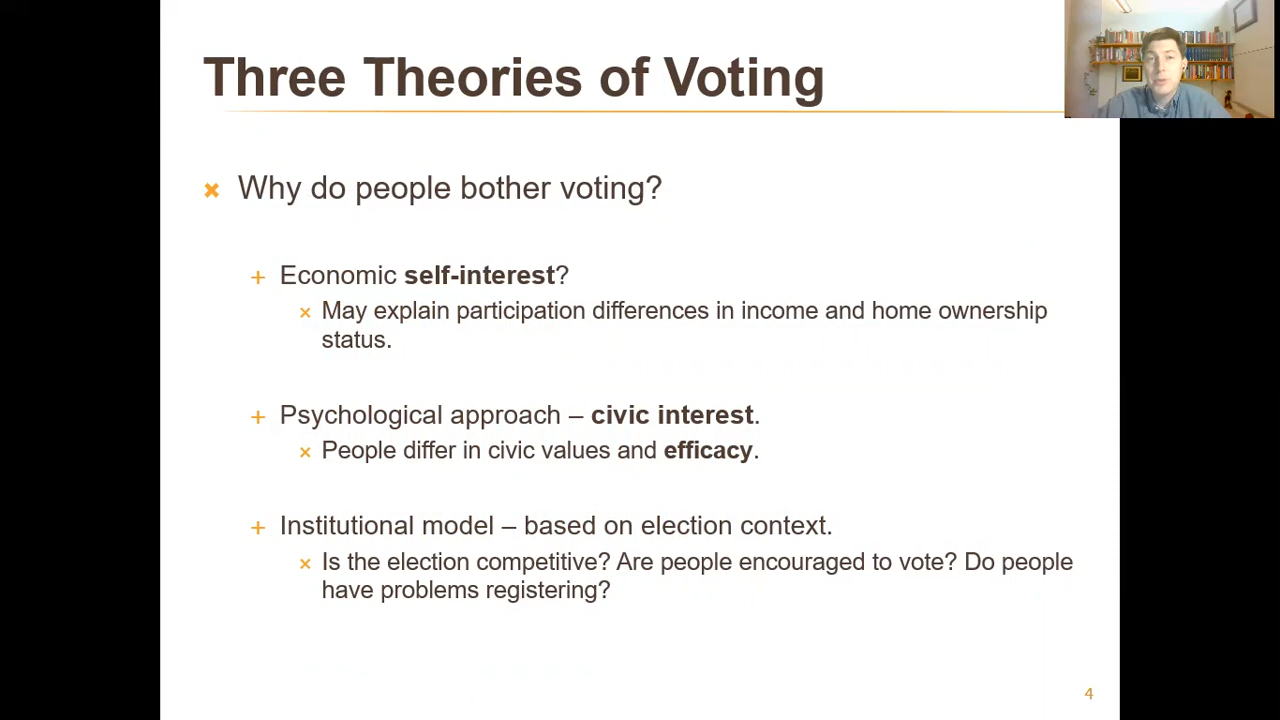 Three Theories of Voting
Why do people bother voting?
Economic self-interest?
May explain participation differences in income and home ownership
status.
Psychological approach – civic interest.
People differ in civic values and efficacy.
Institutional model – based on election context.
Is the election competitive? Are people encouraged to vote? Do people
have problems registering?
4